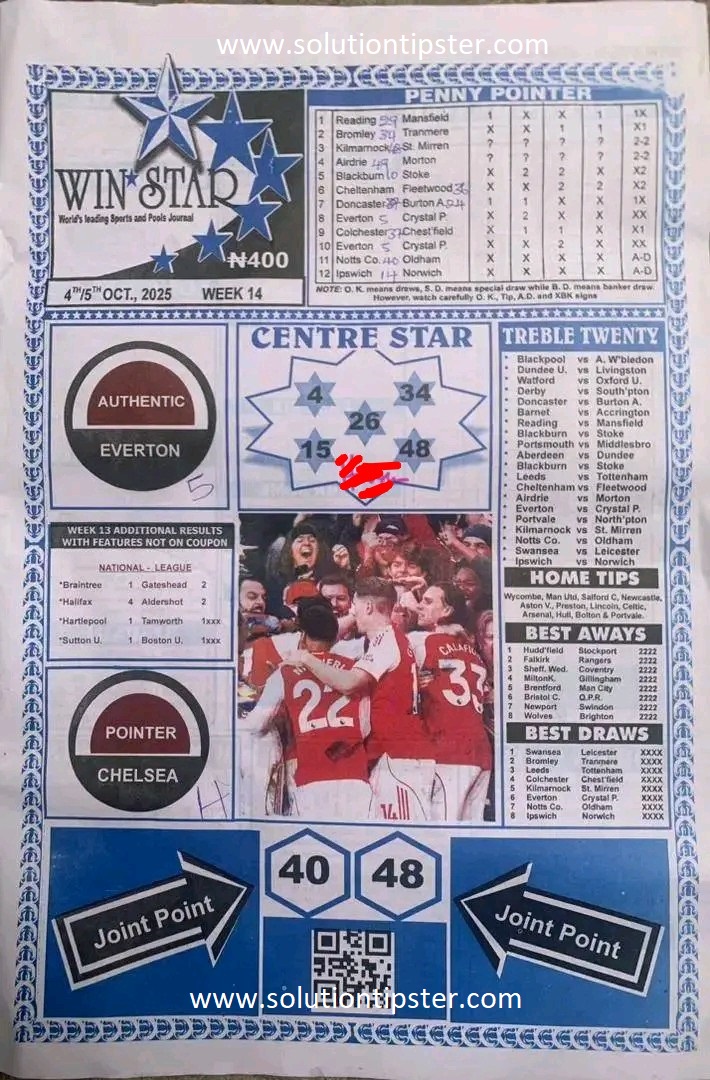 www.solutiontipster.com
WIN STAR
World's leading Sports and Pools Journal
₦400
4TH/5TH OCT., 2025 WEEK 14
PENNY POINTER
1 Reading 29 Mansfield 1 X X 1 1X
2 Bromley 34 Tranmere X X 1 1 X1
3 Kilmarnock St. Mirren ? ? ? ? 2-2
4 Airdrie 49 Morton ? ? ? ? 2-2
5 Blackburn 10 Stoke X 2 2 X X2
6 Cheltenham Fleetwood 36 X X 2 2 X2
7 Doncaster Burton A. 24 1 1 X X 1X
8 Everton 5 Crystal P. X 2 X X XX
9 Colchester 37 Chest'field X 1 1 X X1
10 Everton 5 Crystal P. X X 2 X XX
11 Notts Co. 40 Oldham X X X X A-D
12 Ipswich 14 Norwich X X X X A-D
NOTE: O. K. means draws, S. D. means special draw while B. D. means banker draw.
However, watch carefully O. K., Tip, A.D. and XBK signs
AUTHENTIC
EVERTON
5
CENTRE STAR
4 34
26
15 48
TREBLE TWENTY
* Blackpool vs A. W'bledon
* Dundee U. vs Livingston
* Watford vs Oxford U.
* Derby vs South'pton
* Doncaster vs Burton A.
* Barnet vs Accrington
* Reading vs Mansfield
* Blackburn vs Stoke
* Portsmouth vs Middlesbro
* Aberdeen vs Dundee
* Blackburn vs Stoke
* Leeds vs Tottenham
* Cheltenham vs Fleetwood
* Airdrie vs Morton
* Everton vs Crystal P.
* Portvale vs North'pton
* Kilmarnock vs St. Mirren
* Notts Co. vs Oldham
* Swansea vs Leicester
* Ipswich vs Norwich
WEEK 13 ADDITIONAL RESULTS
WITH FEATURES NOT ON COUPON
NATIONAL - LEAGUE
*Braintree 1 Gateshead 2
*Halifax 4 Aldershot 2
*Hartlepool 1 Tamworth 1xxx
*Sutton U. 1 Boston U. 1xxx
22
CALAFIORI
33
14
HOME TIPS
Wycombe, Man Utd, Salford C, Newcastle,
Aston V., Preston, Lincoln, Celtic,
Arsenal, Hull, Bolton & Portvale.
BEST AWAYS
1 Hudd'field Stockport 2222
2 Falkirk Rangers 2222
3 Sheff. Wed. Coventry 2222
4 MiltonK. Gillingham 2222
5 Brentford Man City 2222
6 Bristol C. Q.P.R. 2222
7 Newport Swindon 2222
8 Wolves Brighton 2222
POINTER
CHELSEA
4
BEST DRAWS
1 Swansea Leicester XXXX
2 Bromley Tranmere XXXX
3 Leeds Tottenham XXXX
4 Colchester Chest'field XXXX
5 Kilmarnock St. Mirren XXXX
6 Everton Crystal P. XXXX
7 Notts Co. Oldham XXXX
8 Ipswich Norwich XXXX
Joint Point
40 48
Joint Point
www.solutiontipster.com